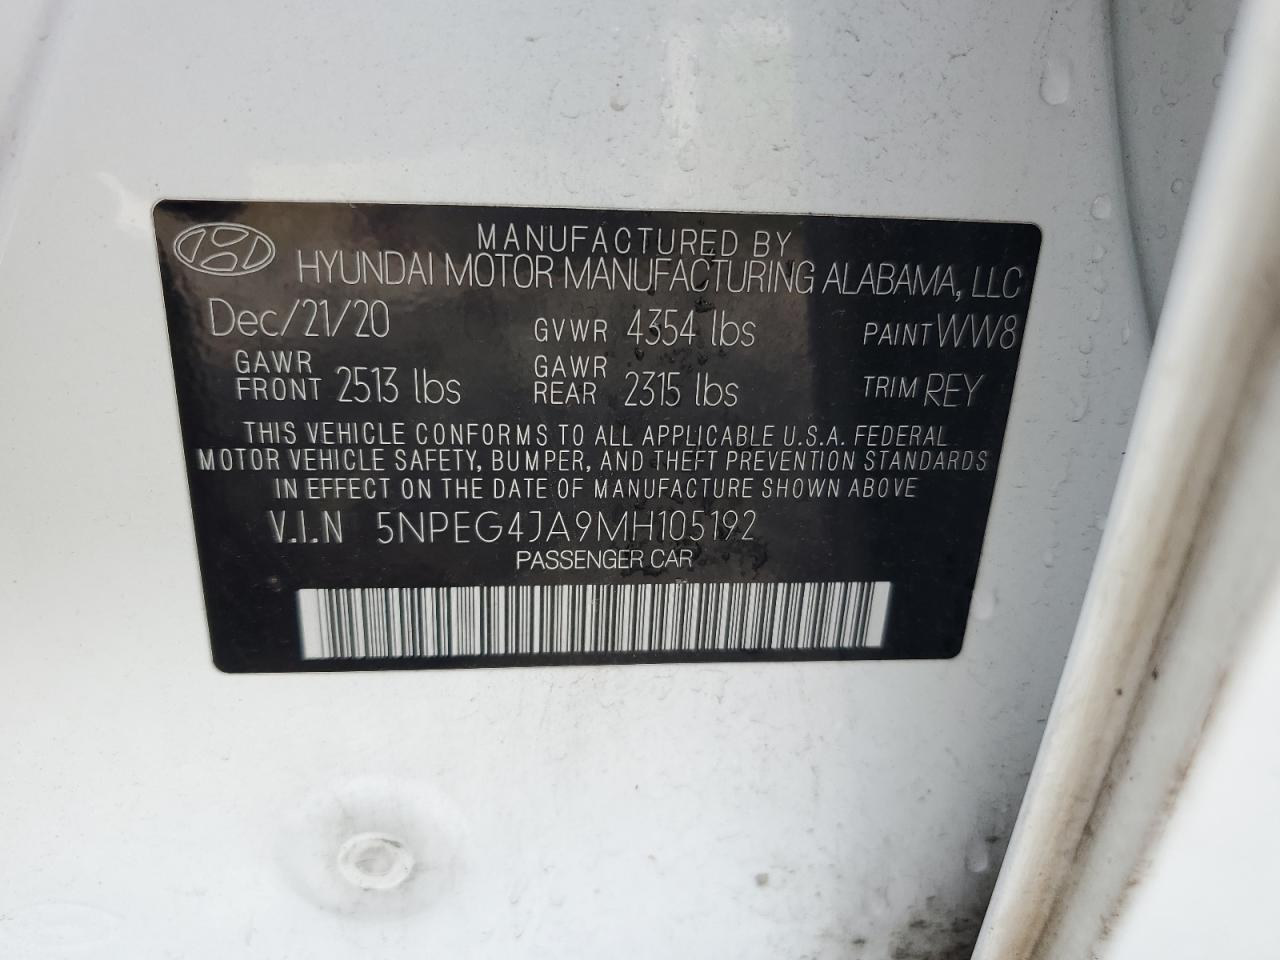 MANUFACTURED BY
HYUNDAI MOTOR MANUFACTURING ALABAMA, LLC
Dec/21/20 GVWR 4354 lbs PAINT WW8
GAWR FRONT 2513 lbs GAWR REAR 2315 lbs TRIM REY
THIS VEHICLE CONFORMS TO ALL APPLICABLE U.S.A. FEDERAL
MOTOR VEHICLE SAFETY, BUMPER, AND THEFT PREVENTION STANDARDS
IN EFFECT ON THE DATE OF MANUFACTURE SHOWN ABOVE
V.I.N 5NPEG4JA9MH105192
PASSENGER CAR